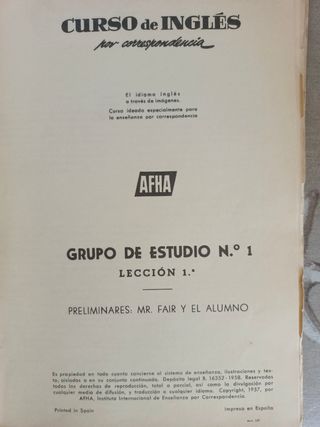 CURSO de INGLÉS
por correspondencia
El idioma inglés
a través de imágenes.
Curso ideado especialmente para
la enseñanza por correspondencia
AFHA
GRUPO DE ESTUDIO N.º 1
LECCIÓN 1.ª
PRELIMINARES: MR. FAIR Y EL ALUMNO
Es propiedad en todo cuanto concierne al sistema de enseñanza, ilustraciones y tex-
to, aislados o en su conjunto continuado. Depósito legal B. 16352 - 1958. Reservados
todos los derechos de reproducción, total o parcial, así como la divulgación por
cualquier medio de difusión, y traducción a cualquier idioma. Copyright, 1957, por
AFHA, Instituto Internacional de Enseñanza por Correspondencia.
Printed in Spain
Impreso en España